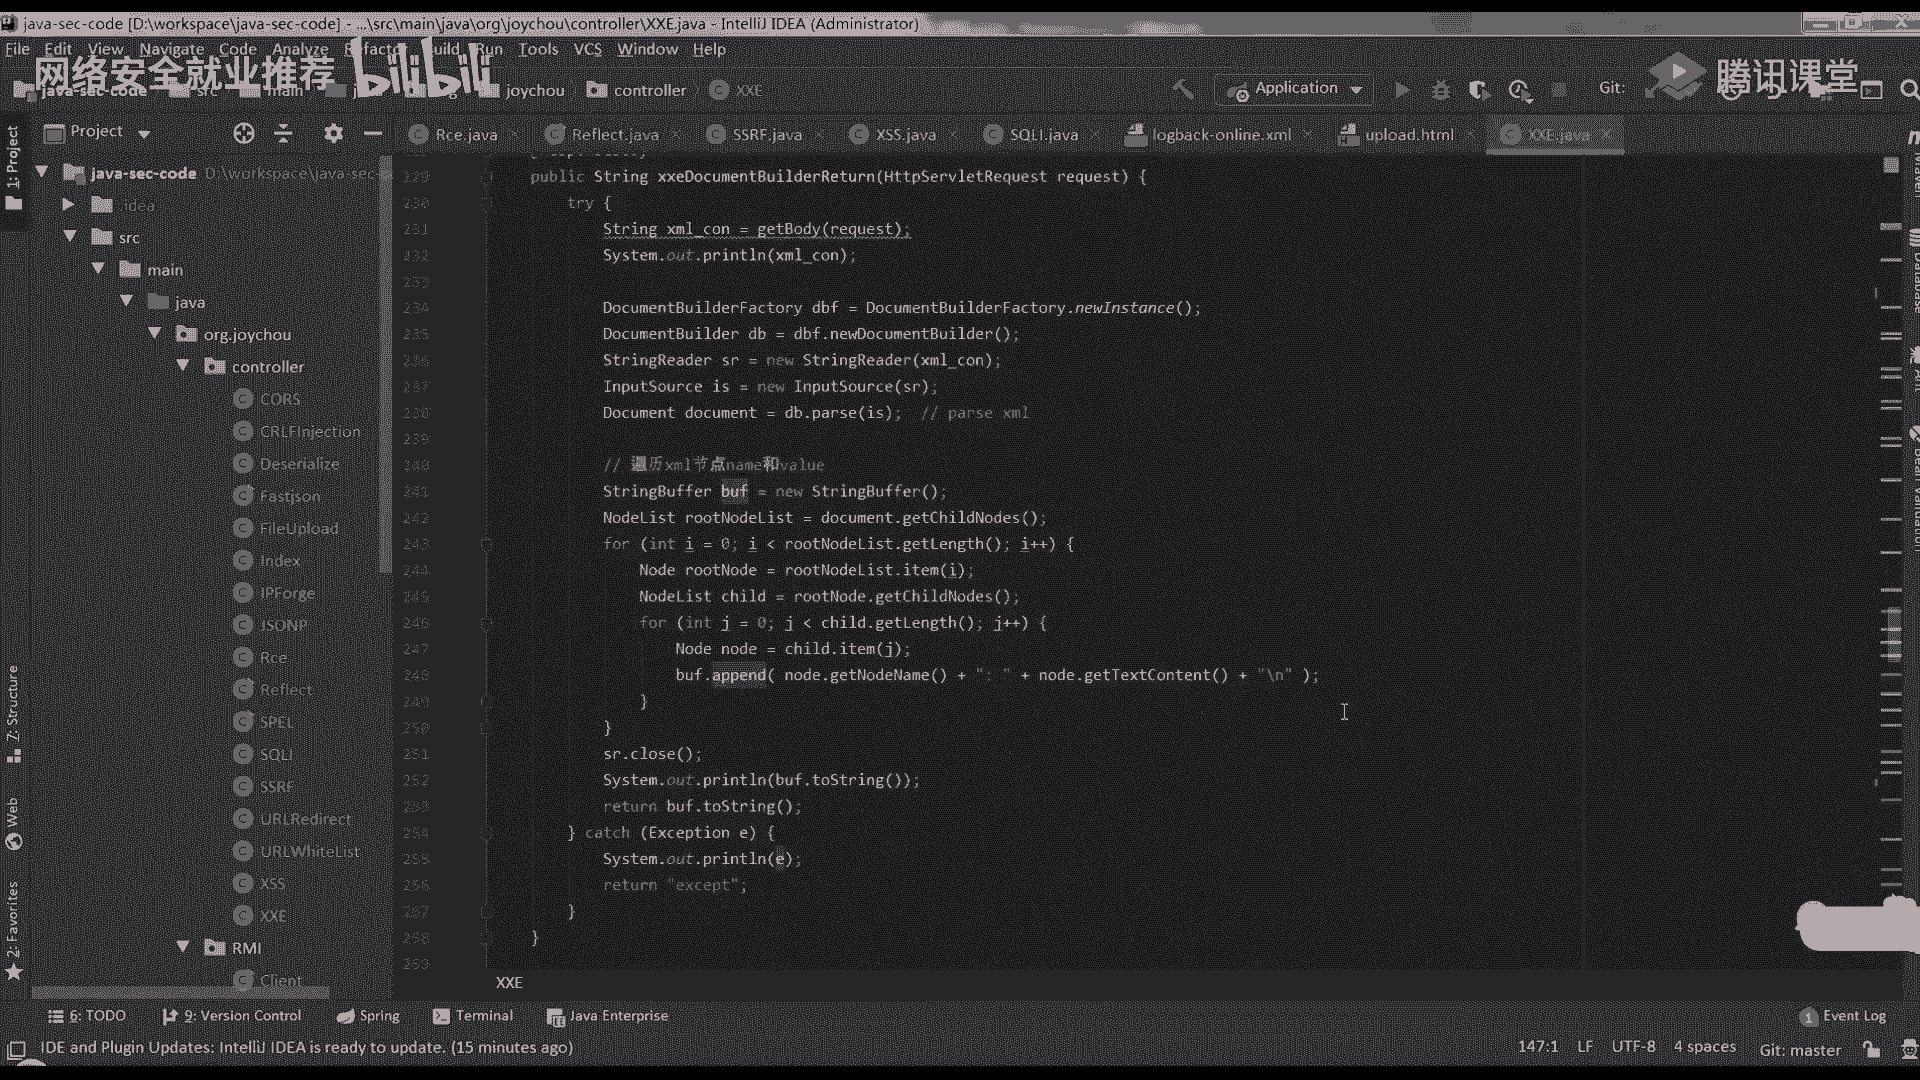 java-sec-code [D:\workspace\java-sec-code] - ...\src\main\java\org\joychou\controller\XXE.java - IntelliJ IDEA (Administrator)
File Edit View Navigate Code Analyze Refactor Build Run Tools VCS Window Help
网络安全就业推荐 bilibili 腾讯课堂
java-sec-code src main joychou controller XXE Application Git:
1: Project
Project
Rce.java Reflect.java SSRF.java XSS.java SQLI.java logback-online.xml upload.html XXE.java
java-sec-code D:\workspace\java-sec-
.idea
src
main
java
org.joychou
controller
CORS
CRLFInjection
Deserialize
Fastjson
FileUpload
Index
IPForge
JSONP
Rce
Reflect
SPEL
SQLI
SSRF
URLRedirect
URLWhiteList
XSS
XXE
RMI
Client
229 public String xxeDocumentBuilderReturn(HttpServletRequest request) {
230 try {
231 String xml_con = getBody(request);
232 System.out.println(xml_con);
233
234 DocumentBuilderFactory dbf = DocumentBuilderFactory.newInstance();
235 DocumentBuilder db = dbf.newDocumentBuilder();
236 StringReader sr = new StringReader(xml_con);
237 InputSource is = new InputSource(sr);
238 Document document = db.parse(is); // parse xml
239
240 // 遍历xml节点name和value
241 StringBuffer buf = new StringBuffer();
242 NodeList rootNodeList = document.getChildNodes();
243 for (int i = 0; i < rootNodeList.getLength(); i++) {
244 Node rootNode = rootNodeList.item(i);
245 NodeList child = rootNode.getChildNodes();
246 for (int j = 0; j < child.getLength(); j++) {
247 Node node = child.item(j);
248 buf.append( node.getNodeName() + ": " + node.getTextContent() + "\n" );
249 }
250 }
251 sr.close();
252 System.out.println(buf.toString());
253 return buf.toString();
254 } catch (Exception e) {
255 System.out.println(e);
256 return "except";
257 }
258 }
259
XXE
7: Structure
Web
2: Favorites
Database
Ant
Bean Validation
6: TODO 9: Version Control Spring Terminal Java Enterprise 1 Event Log
IDE and Plugin Updates: IntelliJ IDEA is ready to update. (15 minutes ago) 147:1 LF UTF-8 4 spaces Git: master